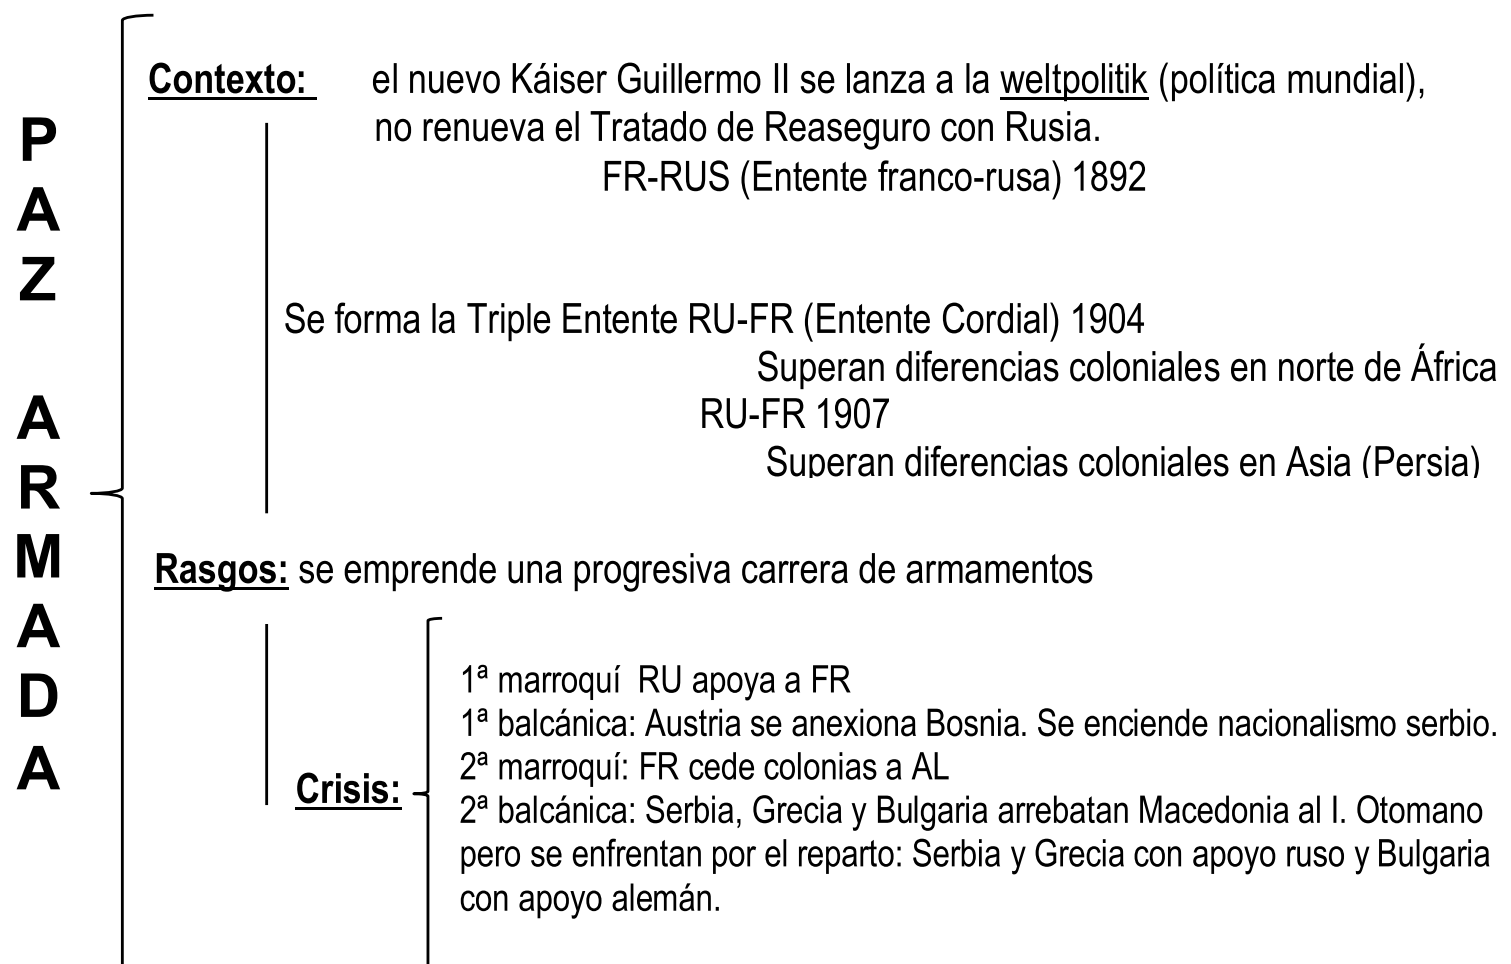 PAZ ARMADA
Contexto: el nuevo Káiser Guillermo II se lanza a la weltpolitik (política mundial),
no renueva el Tratado de Reaseguro con Rusia.
FR-RUS (Entente franco-rusa) 1892
Se forma la Triple Entente RU-FR (Entente Cordial) 1904
Superan diferencias coloniales en norte de África
RU-FR 1907
Superan diferencias coloniales en Asia (Persia)
Rasgos: se emprende una progresiva carrera de armamentos
Crisis:
1ª marroquí RU apoya a FR
1ª balcánica: Austria se anexiona Bosnia. Se enciende nacionalismo serbio.
2ª marroquí: FR cede colonias a AL
2ª balcánica: Serbia, Grecia y Bulgaria arrebatan Macedonia al I. Otomano
pero se enfrentan por el reparto: Serbia y Grecia con apoyo ruso y Bulgaria
con apoyo alemán.